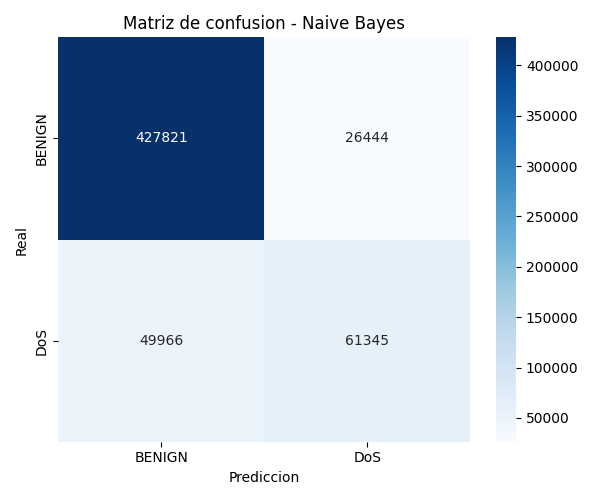 Matriz de confusion - Naive Bayes
BENIGN
427821
26444
Real
DoS
49966
61345
BENIGN
DoS
Prediccion
400000
350000
300000
250000
200000
150000
100000
50000